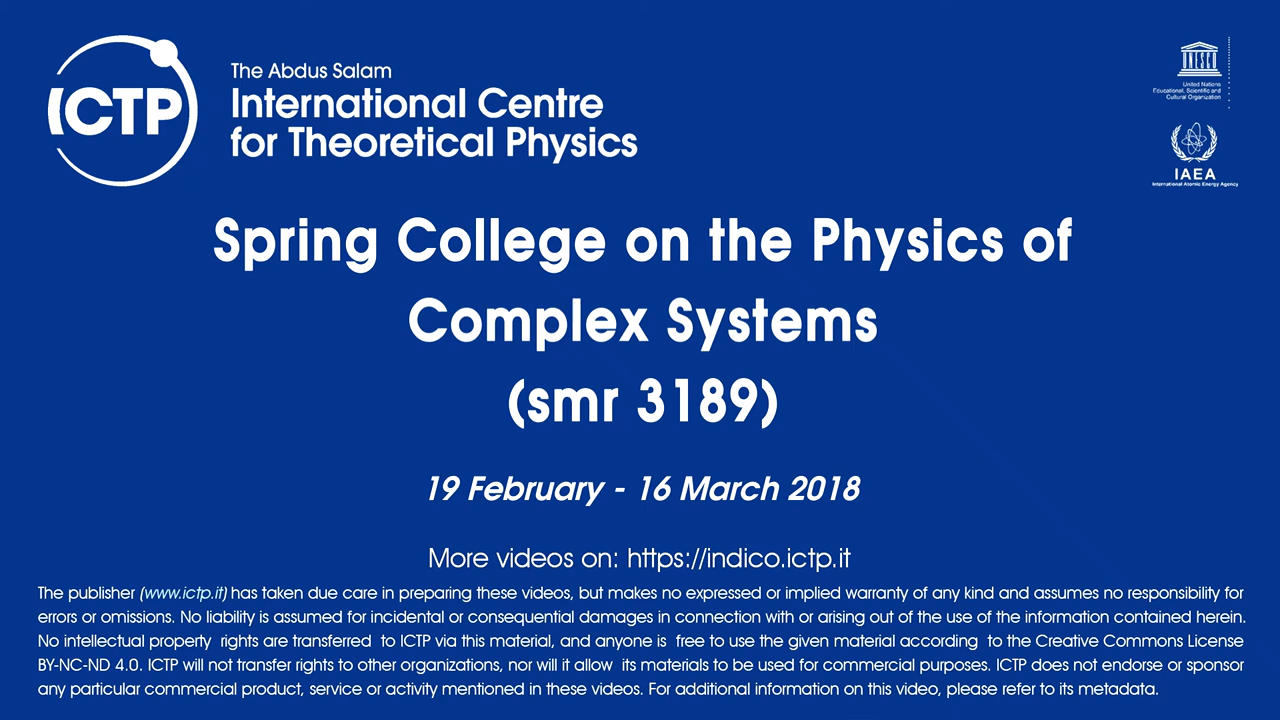 ICTP
The Abdus Salam
International Centre
for Theoretical Physics
UNESCO
United Nations
Educational, Scientific and
Cultural Organization
IAEA
International Atomic Energy Agency
Spring College on the Physics of
Complex Systems
(smr 3189)
19 February - 16 March 2018
More videos on: https://indico.ictp.it
The publisher (www.ictp.it) has taken due care in preparing these videos, but makes no expressed or implied warranty of any kind and assumes no responsibility for
errors or omissions. No liability is assumed for incidental or consequential damages in connection with or arising out of the use of the information contained herein.
No intellectual property rights are transferred to ICTP via this material, and anyone is free to use the given material according to the Creative Commons License
BY-NC-ND 4.0. ICTP will not transfer rights to other organizations, nor will it allow its materials to be used for commercial purposes. ICTP does not endorse or sponsor
any particular commercial product, service or activity mentioned in these videos. For additional information on this video, please refer to its metadata.